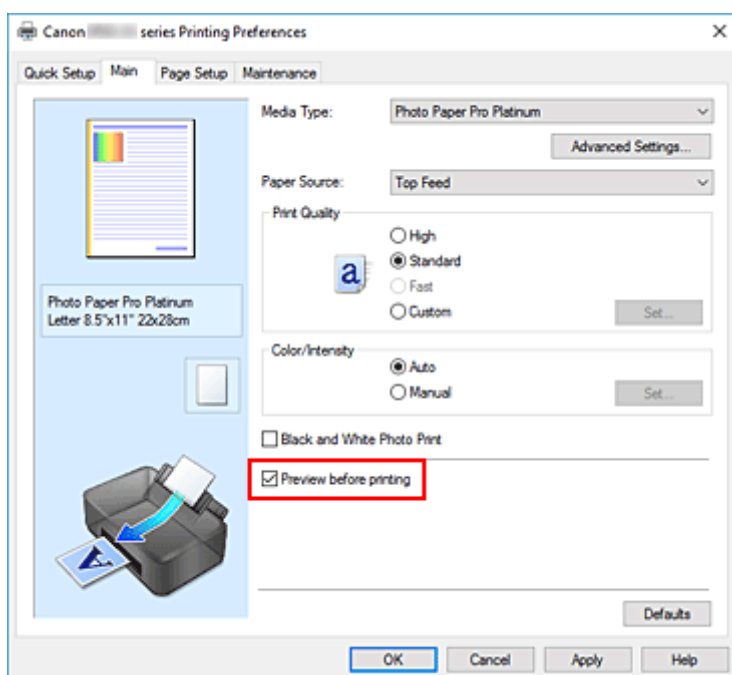 Canon series Printing Preferences
Quick Setup Main Page Setup Maintenance
Media Type: Photo Paper Pro Platinum
Advanced Settings...
Paper Source: Top Feed
Print Quality
High
a
Standard
Fast
Custom Set...
Photo Paper Pro Platinum
Letter 8.5"x11" 22x28cm
Color/Intensity
Auto
Manual Set...
Black and White Photo Print
Preview before printing
A
Defaults
OK Cancel Apply Help